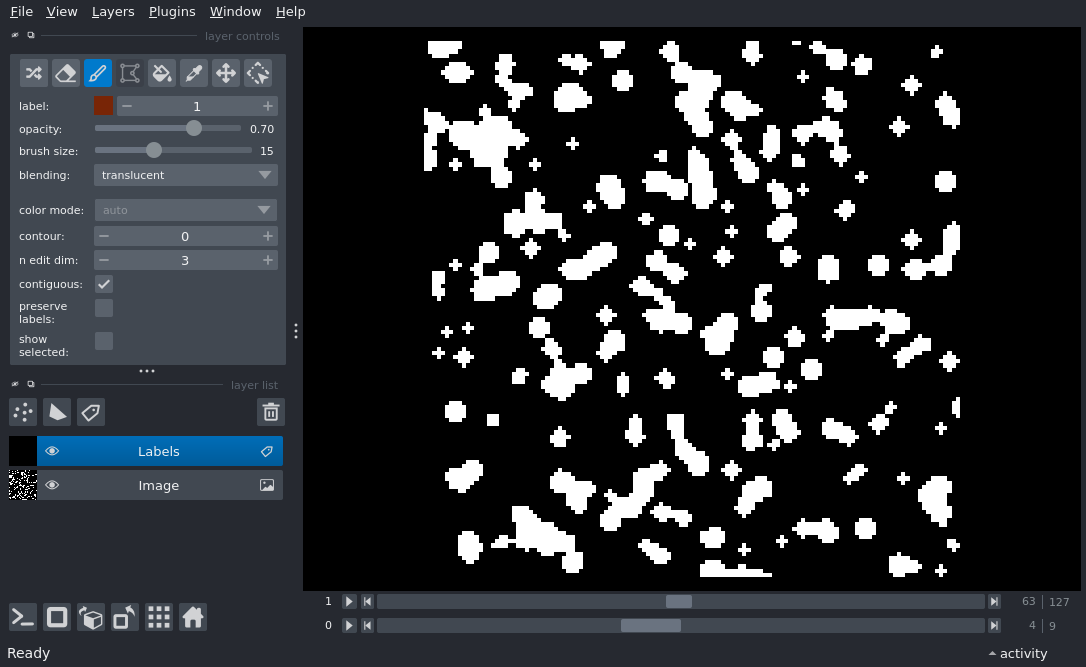 File View Layers Plugins Window Help
layer controls
label: 1
opacity: 0.70
brush size: 15
blending: translucent
color mode: auto
contour: 0
n edit dim: 3
contiguous:
preserve
labels:
show
selected:
layer list
Labels
Image
1 63 127
0 4 9
Ready activity